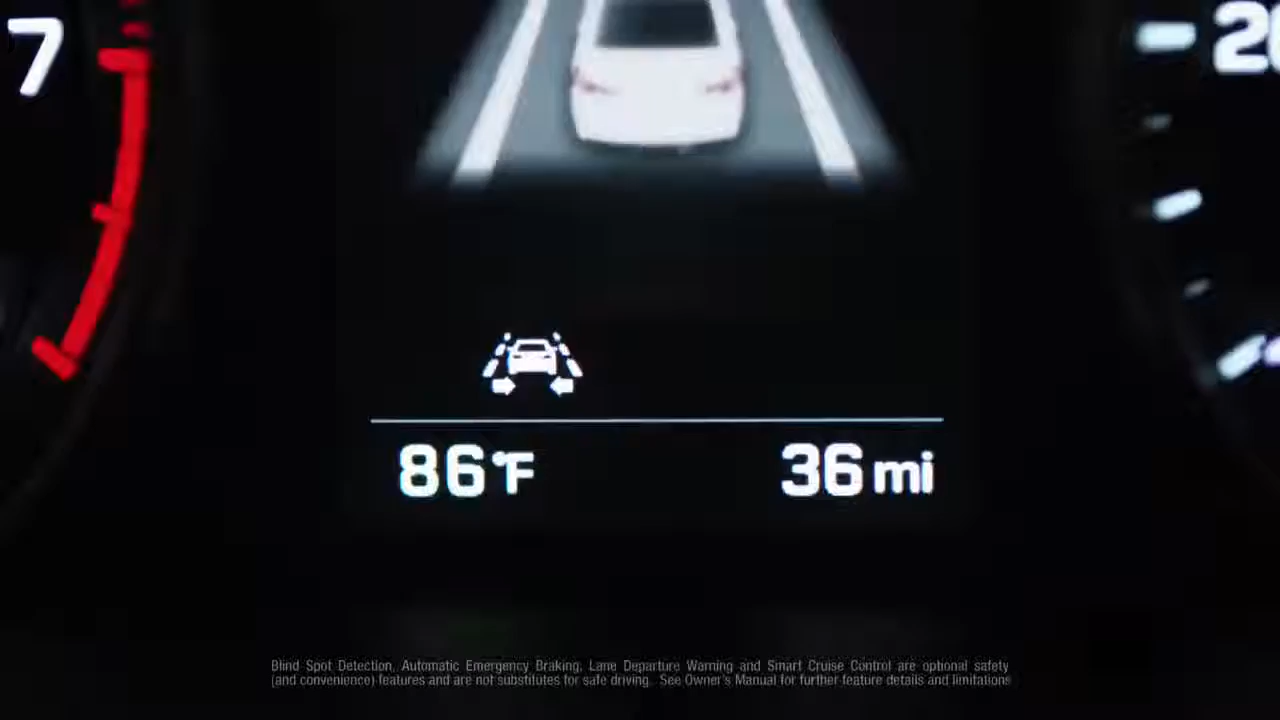 7
20
86°F
36 mi
Blind Spot Detection, Automatic Emergency Braking, Lane Departure Warning and Smart Cruise Control are optional safety
(and convenience) features and are not substitutes for safe driving. See Owner's Manual for further feature details and limitations